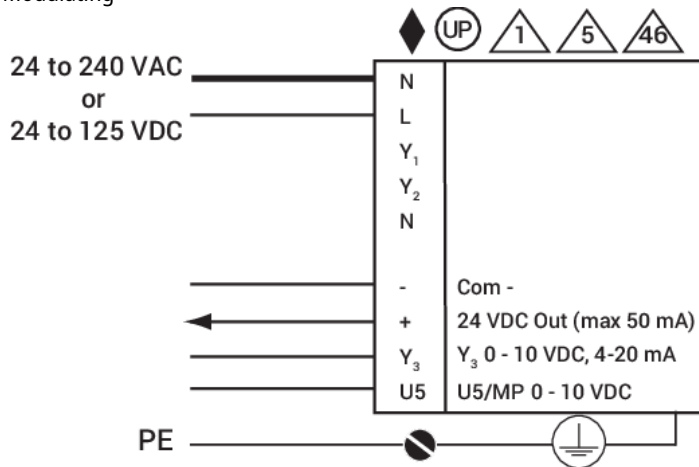 modulating
UP 1 5 46
24 to 240 VAC
or
24 to 125 VDC
N
L
Y₁
Y₂
N
- Com -
+ 24 VDC Out (max 50 mA)
Y₃ Y₃ 0 - 10 VDC, 4-20 mA
U5 U5/MP 0 - 10 VDC
PE